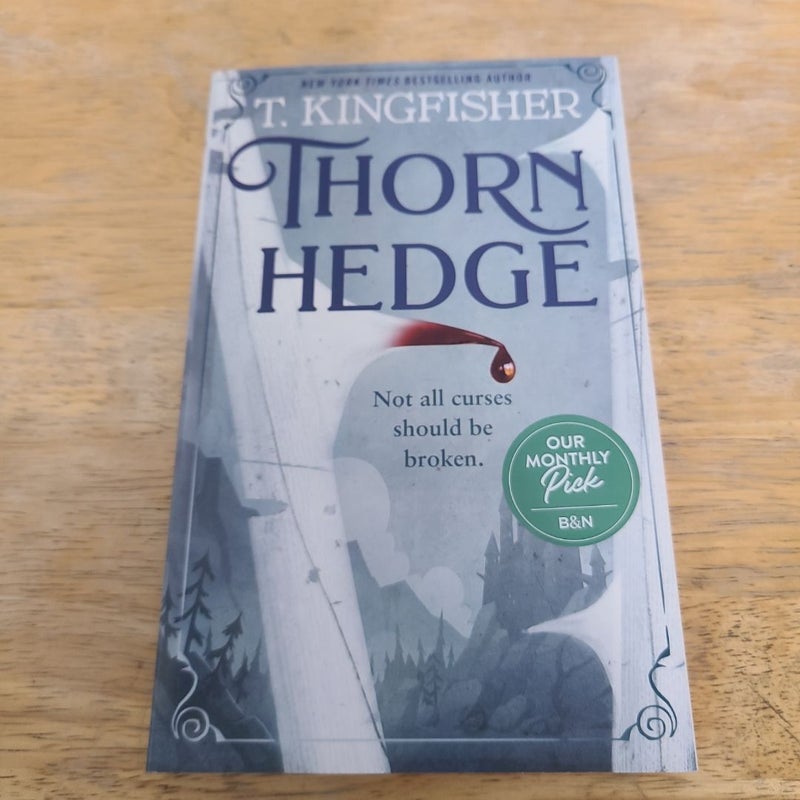 NEW YORK TIMES BESTSELLING AUTHOR
T. KINGFISHER
THORN
HEDGE
Not all curses
should be
broken.
OUR
MONTHLY
Pick
B&N